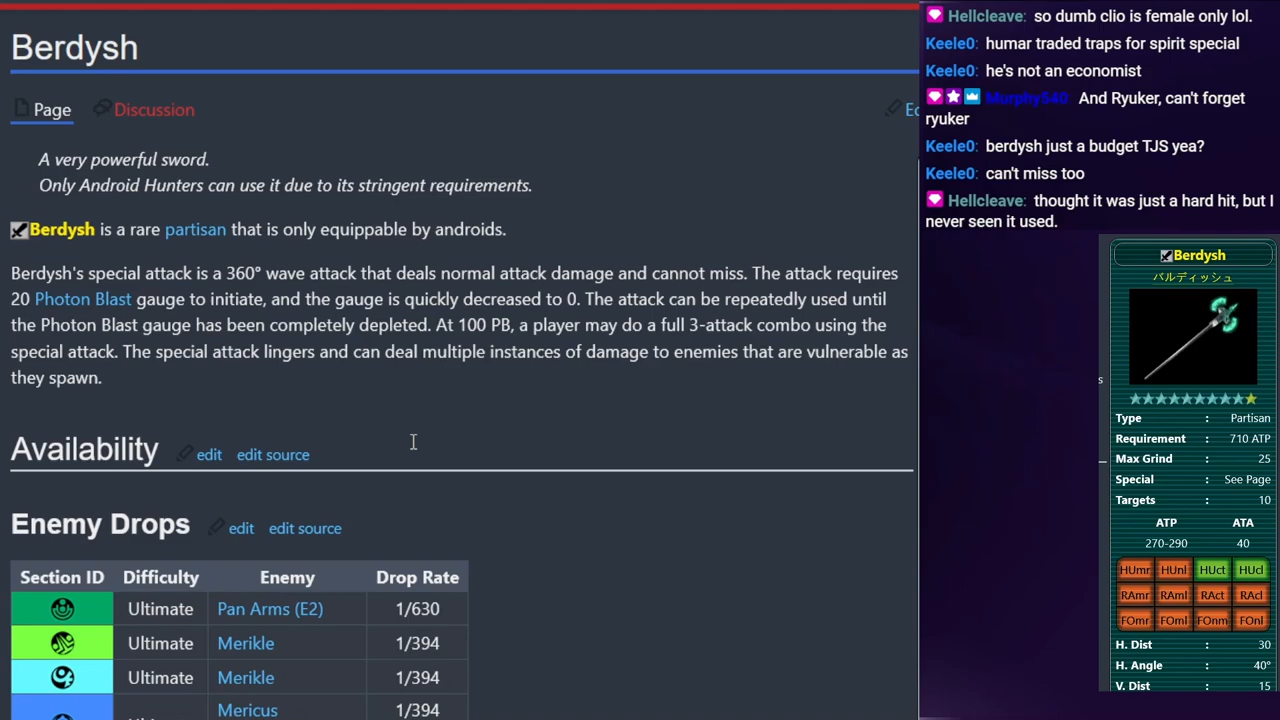 Berdysh
Page
Discussion
A very powerful sword.
Only Android Hunters can use it due to its stringent requirements.
Berdysh is a rare partisan that is only equippable by androids.
Berdysh's special attack is a 360° wave attack that deals normal attack damage and cannot miss. The attack requires
20 Photon Blast gauge to initiate, and the gauge is quickly decreased to 0. The attack can be repeatedly used until
the Photon Blast gauge has been completely depleted. At 100 PB, a player may do a full 3-attack combo using the
special attack. The special attack lingers and can deal multiple instances of damage to enemies that are vulnerable as
they spawn.
Availability edit edit source
Enemy Drops edit edit source
Section ID Difficulty Enemy Drop Rate
Ultimate Pan Arms (E2) 1/630
Ultimate Merikle 1/394
Ultimate Merikle 1/394
Mericus 1/394
Hellcleave: so dumb clio is female only lol.
Keele0: humar traded traps for spirit special
Keele0: he's not an economist
Murphy540: And Ryuker, can't forget
ryuker
Keele0: berdysh just a budget TJS yea?
Keele0: can't miss too
Hellcleave: thought it was just a hard hit, but I
never seen it used.
Berdysh
バルディッシュ
Type : Partisan
Requirement : 710 ATP
Max Grind : 25
Special : See Page
Targets : 10
ATP ATA
270-290 40
HUmr HUnl HUct HUcl
RAmr RAml RAct RAcl
FOmr FOml FOnm FOnl
H. Dist : 30
H. Angle : 40°
V. Dist : 15